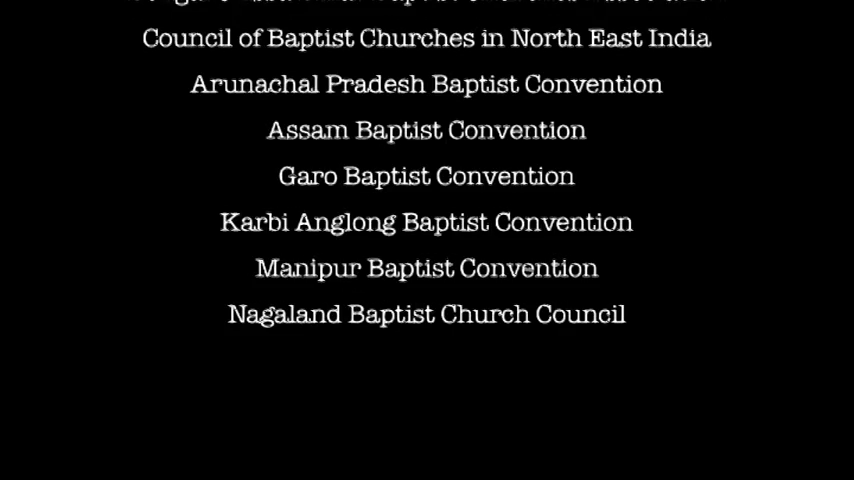 Council of Baptist Churches in North East India
Arunachal Pradesh Baptist Convention
Assam Baptist Convention
Garo Baptist Convention
Karbi Anglong Baptist Convention
Manipur Baptist Convention
Nagaland Baptist Church Council